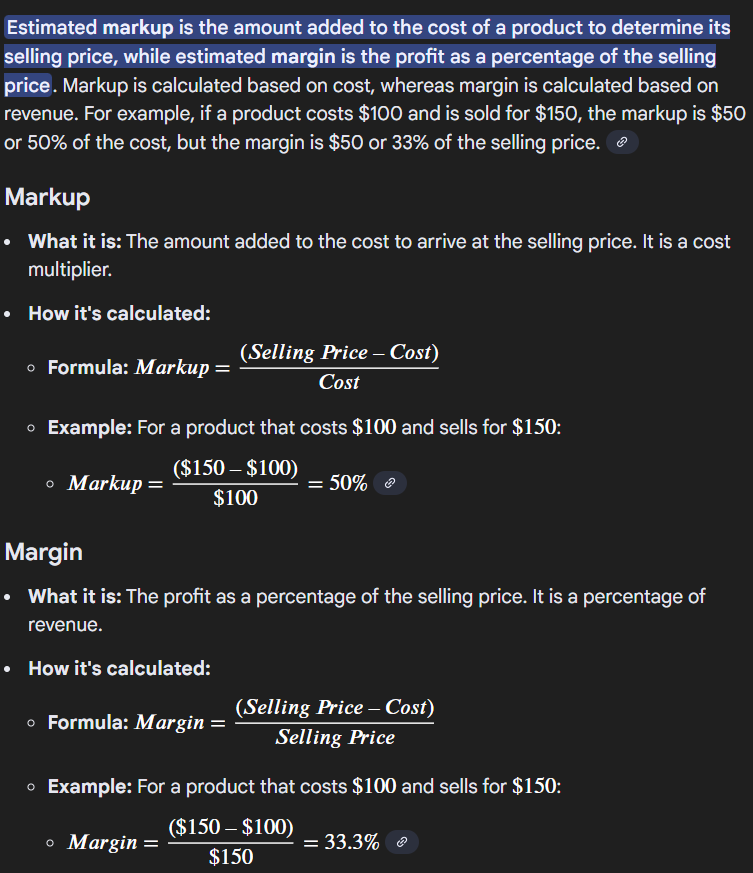 Estimated markup is the amount added to the cost of a product to determine its
selling price, while estimated margin is the profit as a percentage of the selling
price. Markup is calculated based on cost, whereas margin is calculated based on
revenue. For example, if a product costs $100 and is sold for $150, the markup is $50
or 50% of the cost, but the margin is $50 or 33% of the selling price.
Markup
• What it is: The amount added to the cost to arrive at the selling price. It is a cost
multiplier.
• How it's calculated:
◦ Formula: Markup = (Selling Price – Cost) / Cost
◦ Example: For a product that costs $100 and sells for $150:
◦ Markup = ($150 – $100) / $100 = 50%
Margin
• What it is: The profit as a percentage of the selling price. It is a percentage of
revenue.
• How it's calculated:
◦ Formula: Margin = (Selling Price – Cost) / Selling Price
◦ Example: For a product that costs $100 and sells for $150:
◦ Margin = ($150 – $100) / $150 = 33.3%